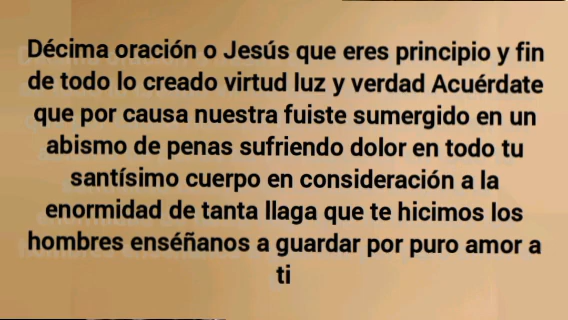 Décima oración o Jesús que eres principio y fin
de todo lo creado virtud luz y verdad Acuérdate
que por causa nuestra fuiste sumergido en un
abismo de penas sufriendo dolor en todo tu
santísimo cuerpo en consideración a la
enormidad de tanta llaga que te hicimos los
hombres enséñanos a guardar por puro amor a
ti